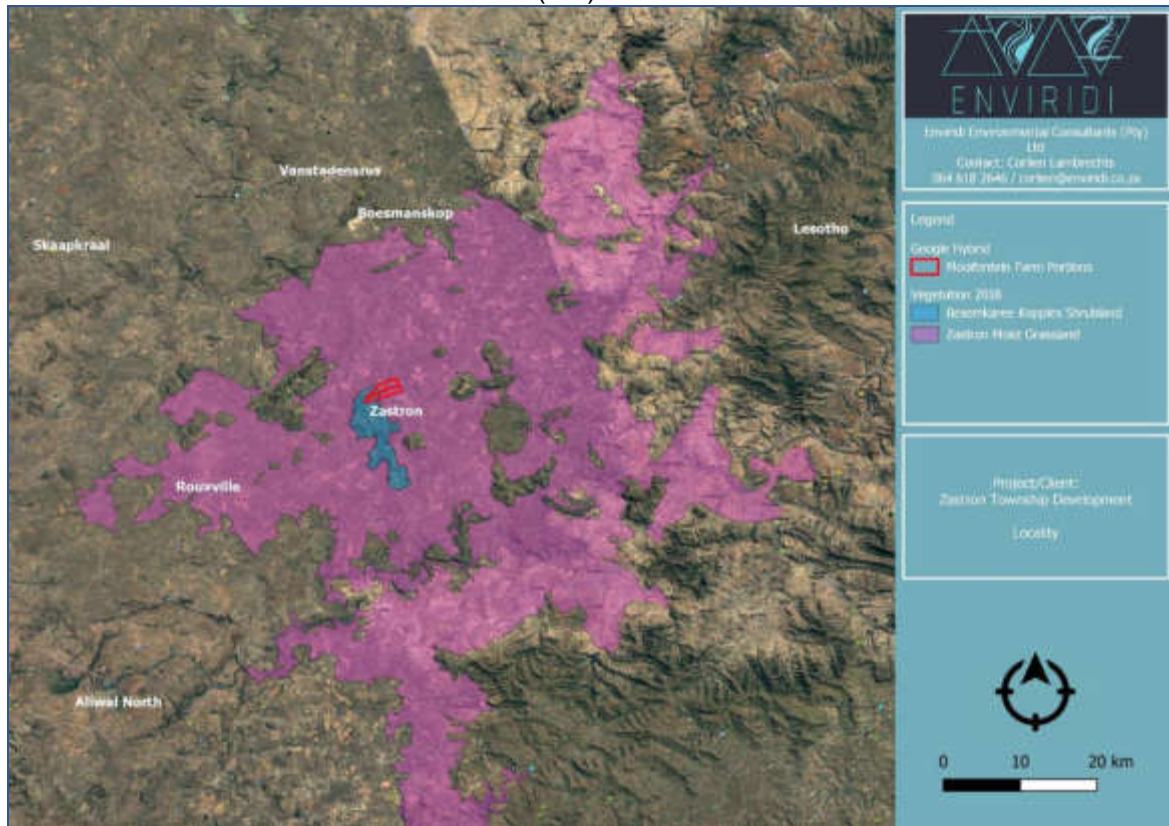 Vanstadensrus
Boesmanskop
Skaapkraal
Lesotho
Zastron
Rouxville
Aliwal North
ENVIRIDI
Enviridi Environmental Consultants (Pty)
Ltd
Contact: Corlien Lambrechts
064 618 2646 / corlien@enviridi.co.za
Legend
Google Hybrid
Mooifontein Farm Portions
Vegetation 2018
Besemkaree Koppies Shrubland
Zastron Moist Grassland
Project/Client:
Zastron Township Development
Locality
0 10 20 km